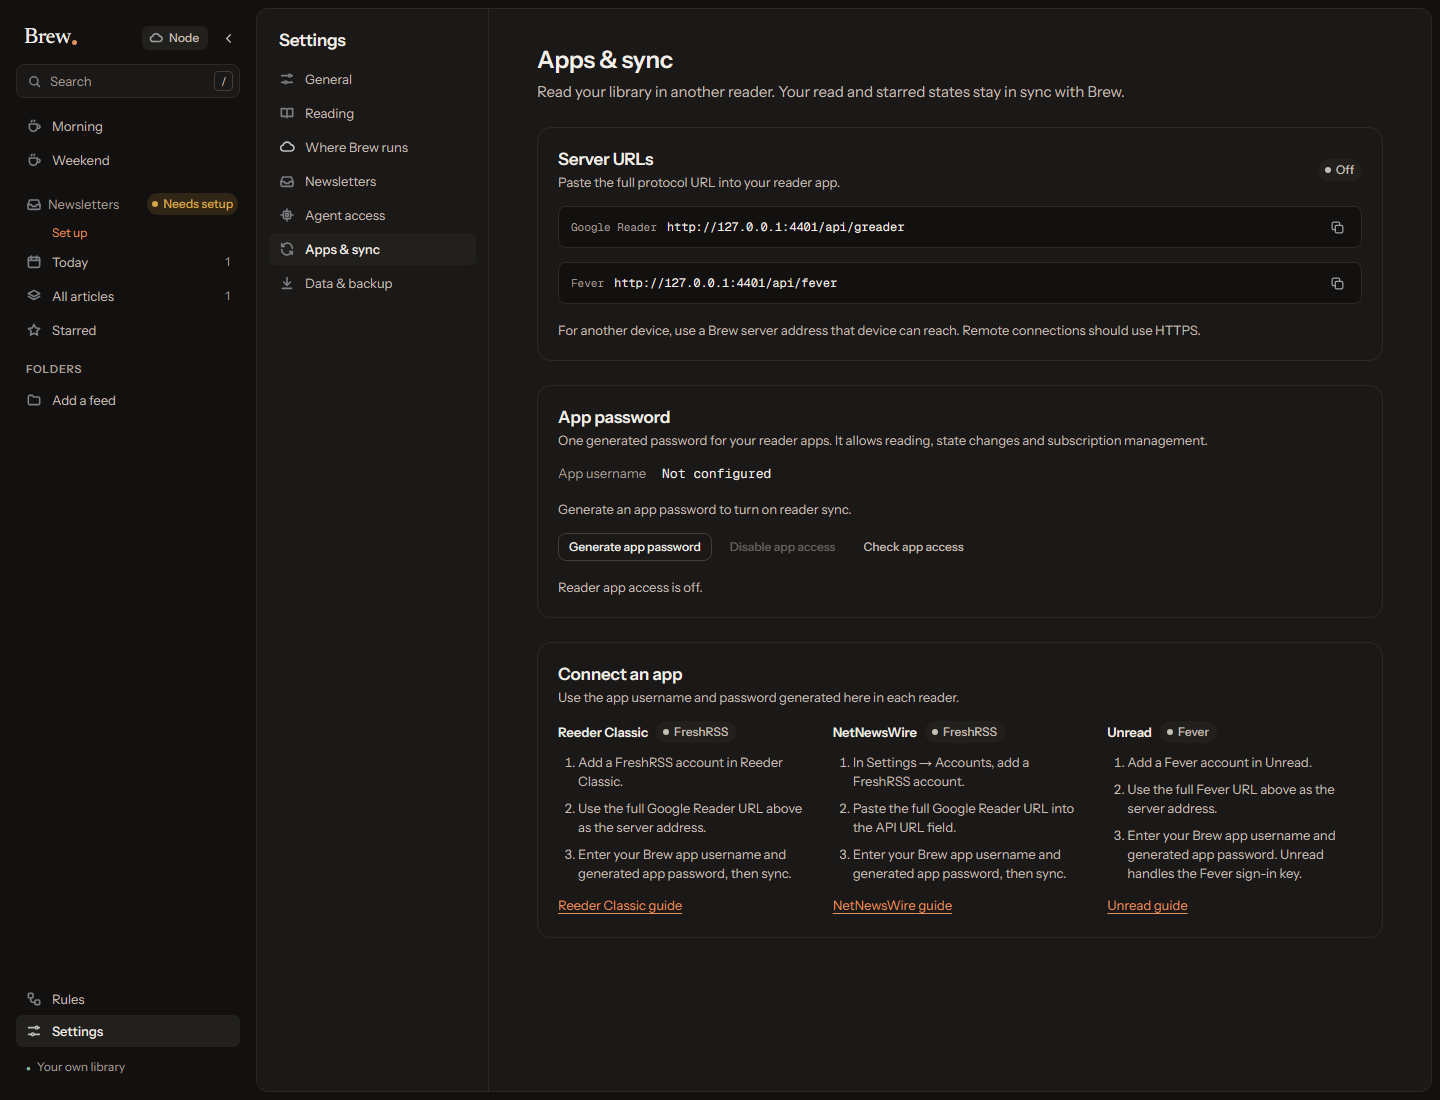 Brew.
Node
Search /
Morning
Weekend
Newsletters Needs setup
Set up
Today 1
All articles 1
Starred
FOLDERS
Add a feed
Rules
Settings
Your own library
Settings
General
Reading
Where Brew runs
Newsletters
Agent access
Apps & sync
Data & backup
Apps & sync
Read your library in another reader. Your read and starred states stay in sync with Brew.
Server URLs
Paste the full protocol URL into your reader app.
Off
Google Reader http://127.0.0.1:4401/api/greader
Fever http://127.0.0.1:4401/api/fever
For another device, use a Brew server address that device can reach. Remote connections should use HTTPS.
App password
One generated password for your reader apps. It allows reading, state changes and subscription management.
App username Not configured
Generate an app password to turn on reader sync.
Generate app password Disable app access Check app access
Reader app access is off.
Connect an app
Use the app username and password generated here in each reader.
Reeder Classic FreshRSS
1. Add a FreshRSS account in Reeder
Classic.
2. Use the full Google Reader URL above
as the server address.
3. Enter your Brew app username and
generated app password, then sync.
Reeder Classic guide
NetNewsWire FreshRSS
1. In Settings → Accounts, add a
FreshRSS account.
2. Paste the full Google Reader URL into
the API URL field.
3. Enter your Brew app username and
generated app password, then sync.
NetNewsWire guide
Unread Fever
1. Add a Fever account in Unread.
2. Use the full Fever URL above as the
server address.
3. Enter your Brew app username and
generated app password. Unread
handles the Fever sign-in key.
Unread guide